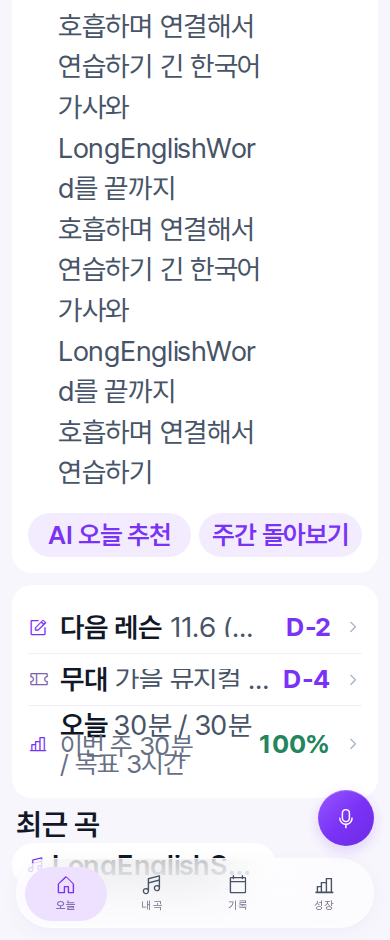 호흡하며 연결해서
연습하기 긴 한국어
가사와
LongEnglishWor
d를 끝까지
호흡하며 연결해서
연습하기 긴 한국어
가사와
LongEnglishWor
d를 끝까지
호흡하며 연결해서
연습하기
AI 오늘 추천 주간 돌아보기
다음 레슨 11.6 (... D-2
무대 가을 뮤지컬 ... D-4
오늘 30분 / 30분
이번 주 30분
/ 목표 3시간
100%
최근 곡
LongEnglishS...
오늘 내 곡 기록 성장